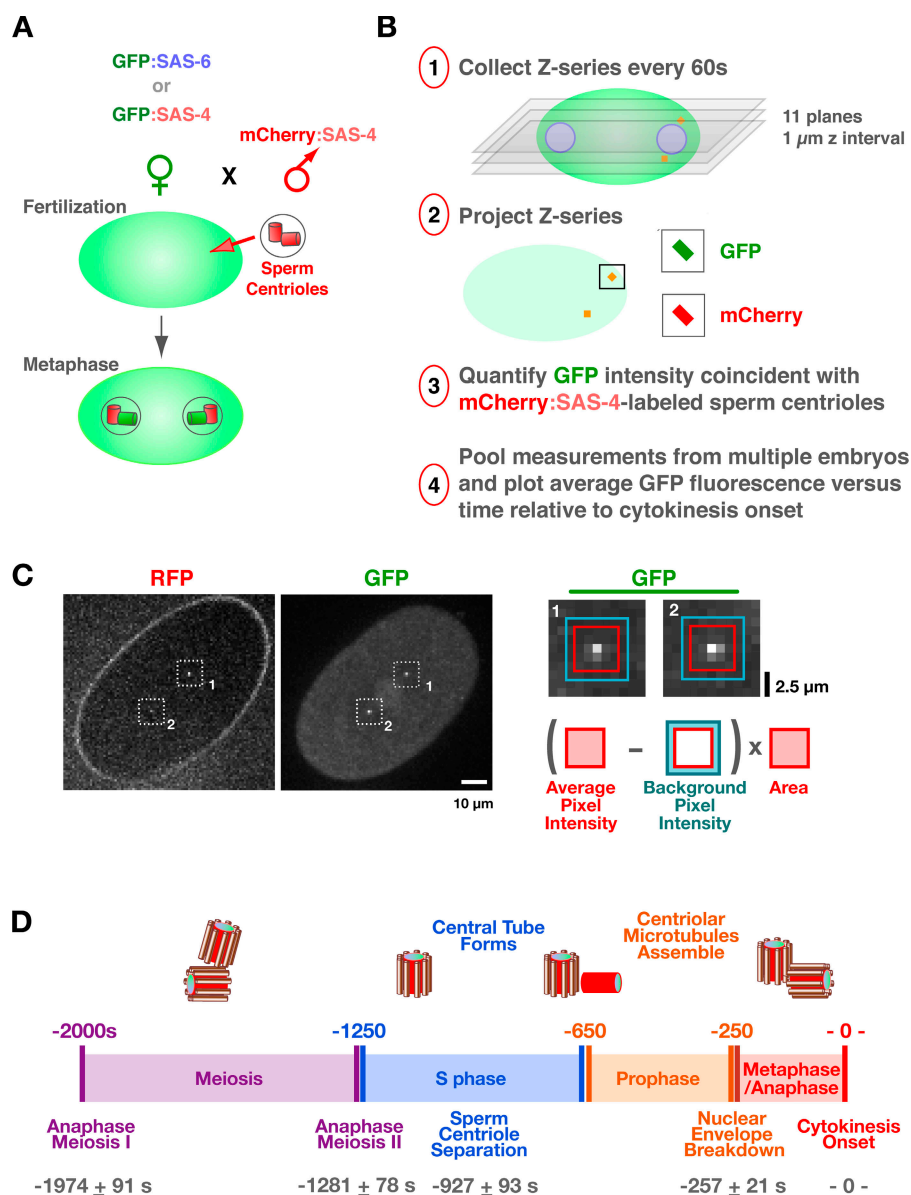 A
GFP:SAS-6
or
GFP:SAS-4
mCherry:SAS-4
X
Fertilization
Sperm
Centrioles
Metaphase
B
1 Collect Z-series every 60s
11 planes
1 µm z interval
2 Project Z-series
GFP
mCherry
3 Quantify GFP intensity coincident with
mCherry:SAS-4-labeled sperm centrioles
4 Pool measurements from multiple embryos
and plot average GFP fluorescence versus
time relative to cytokinesis onset
C
RFP
GFP
1
2
1
2
10 µm
GFP
1
2
2.5 µm
( – ) x
Average
Pixel
Intensity
Background
Pixel
Intensity
Area
D
Central Tube
Forms
Centriolar
Microtubules
Assemble
-2000s -1250 -650 -250 - 0 -
Meiosis
S phase
Prophase
Metaphase
/Anaphase
Anaphase
Meiosis I
Anaphase
Meiosis II
Sperm
Centriole
Separation
Nuclear
Envelope
Breakdown
Cytokinesis
Onset
-1974 ± 91 s -1281 ± 78 s -927 ± 93 s -257 ± 21 s - 0 -